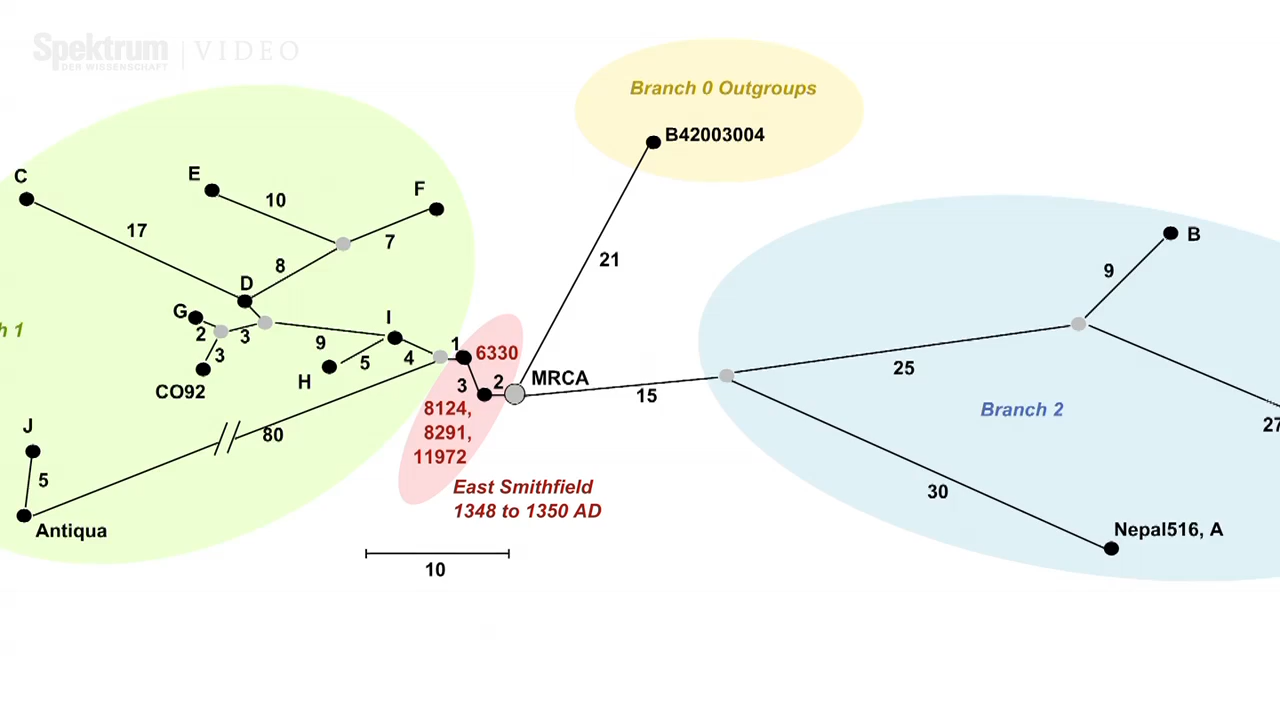 Spektrum
DER WISSENSCHAFT
VIDEO
Branch 0 Outgroups
B42003004
C
E
10
F
17
7
21
B
8
9
D
G
I
h 1
2
3
9
1
6330
3
5
4
25
H
CO92
3
2
MRCA
15
8124,
8291,
11972
Branch 2
27
J
80
5
East Smithfield
1348 to 1350 AD
30
Antiqua
Nepal516, A
10